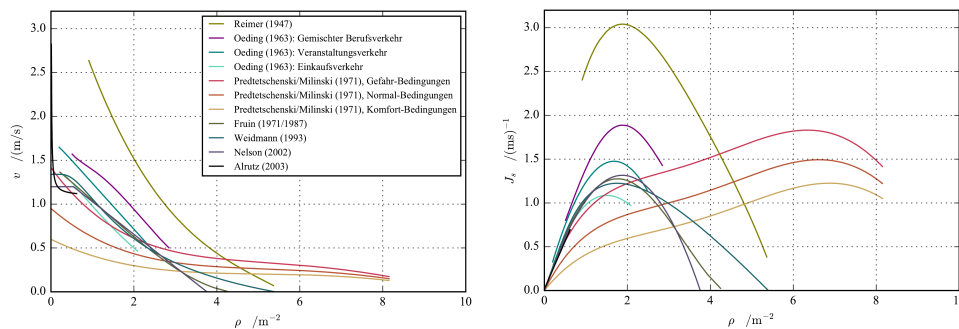 3.0
2.5
2.0
1.5
1.0
0.5
0.0
v /(m/s)
0 2 4 6 8 10
ρ /m⁻²
Reimer (1947)
Oeding (1963): Gemischter Berufsverkehr
Oeding (1963): Veranstaltungsverkehr
Oeding (1963): Einkaufsverkehr
Predtetschenski/Milinski (1971), Gefahr-Bedingungen
Predtetschenski/Milinski (1971), Normal-Bedingungen
Predtetschenski/Milinski (1971), Komfort-Bedingungen
Fruin (1971/1987)
Weidmann (1993)
Nelson (2002)
Alrutz (2003)
3.0
2.5
2.0
1.5
1.0
0.5
0.0
Jₛ /(ms)⁻¹
0 2 4 6 8 1
ρ /m⁻²